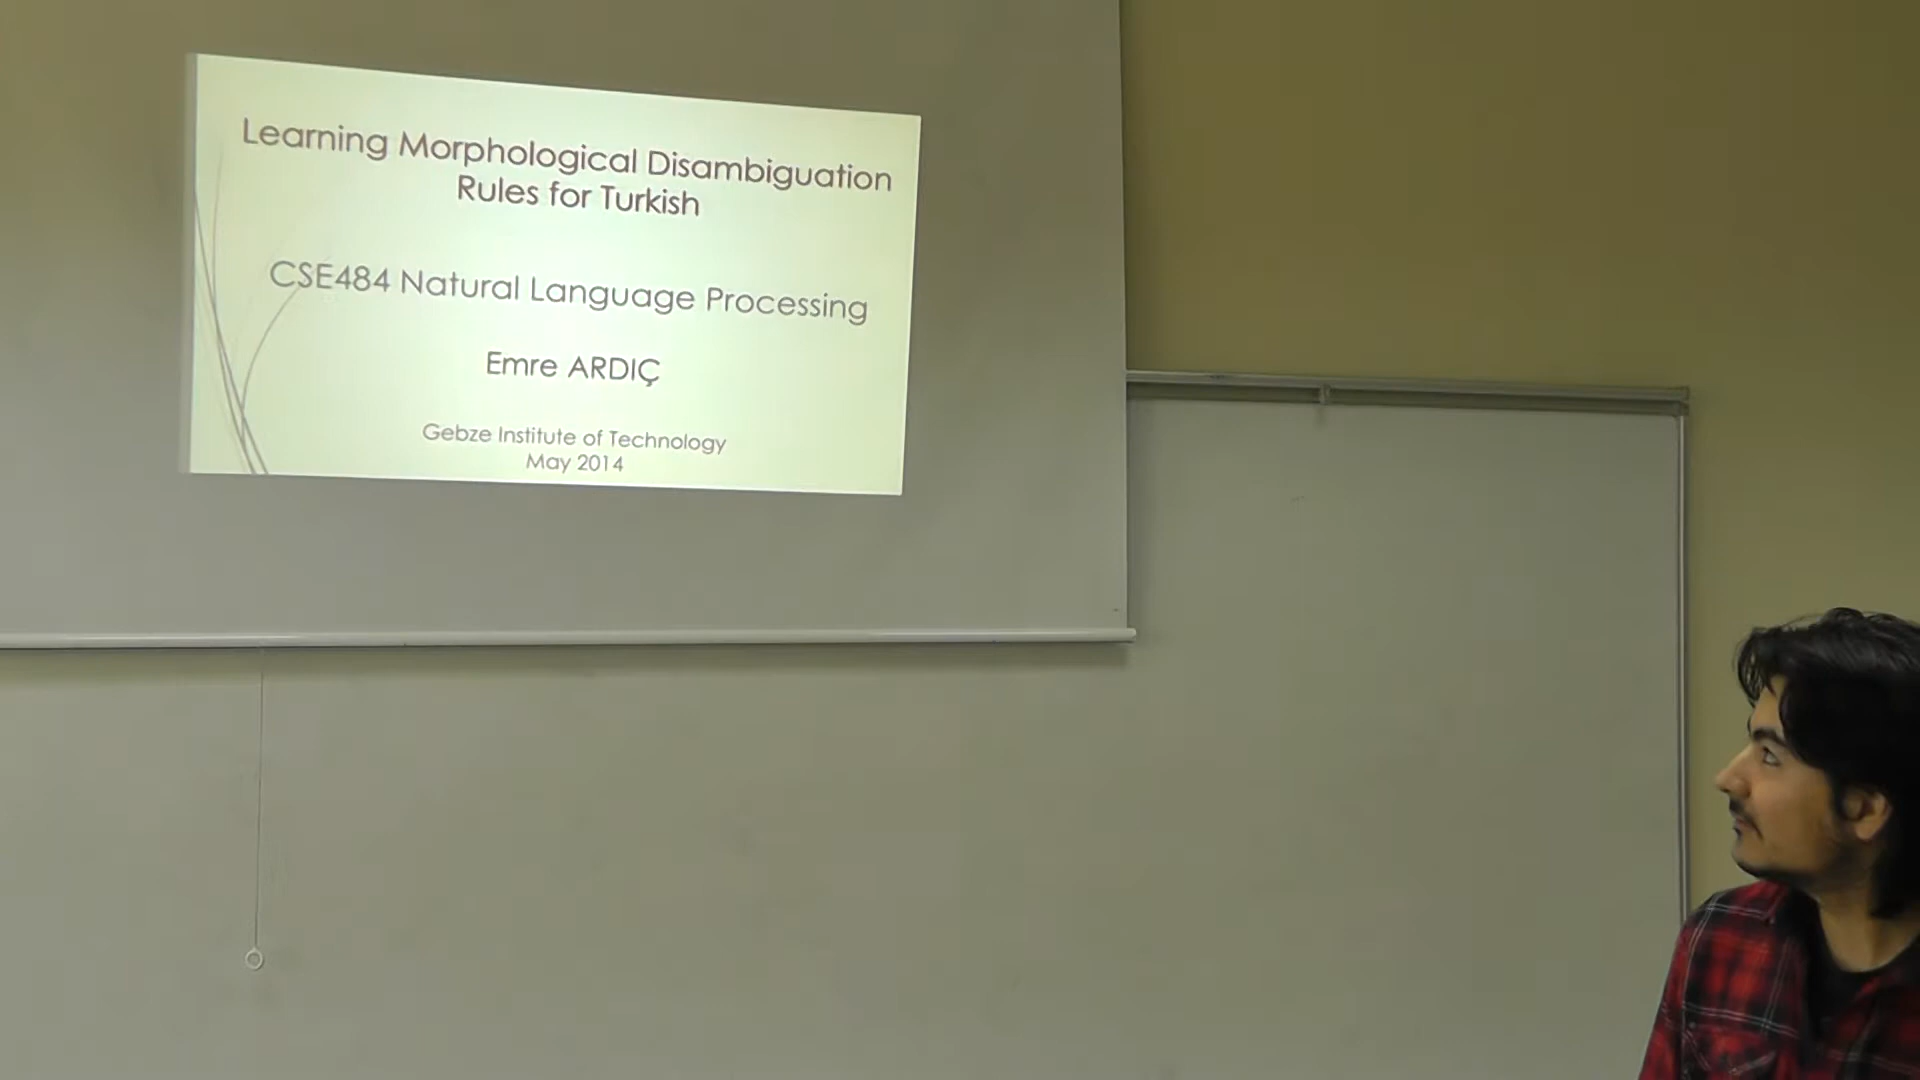 Learning Morphological Disambiguation
Rules for Turkish
CSE484 Natural Language Processing
Emre ARDIÇ
Gebze Institute of Technology
May 2014